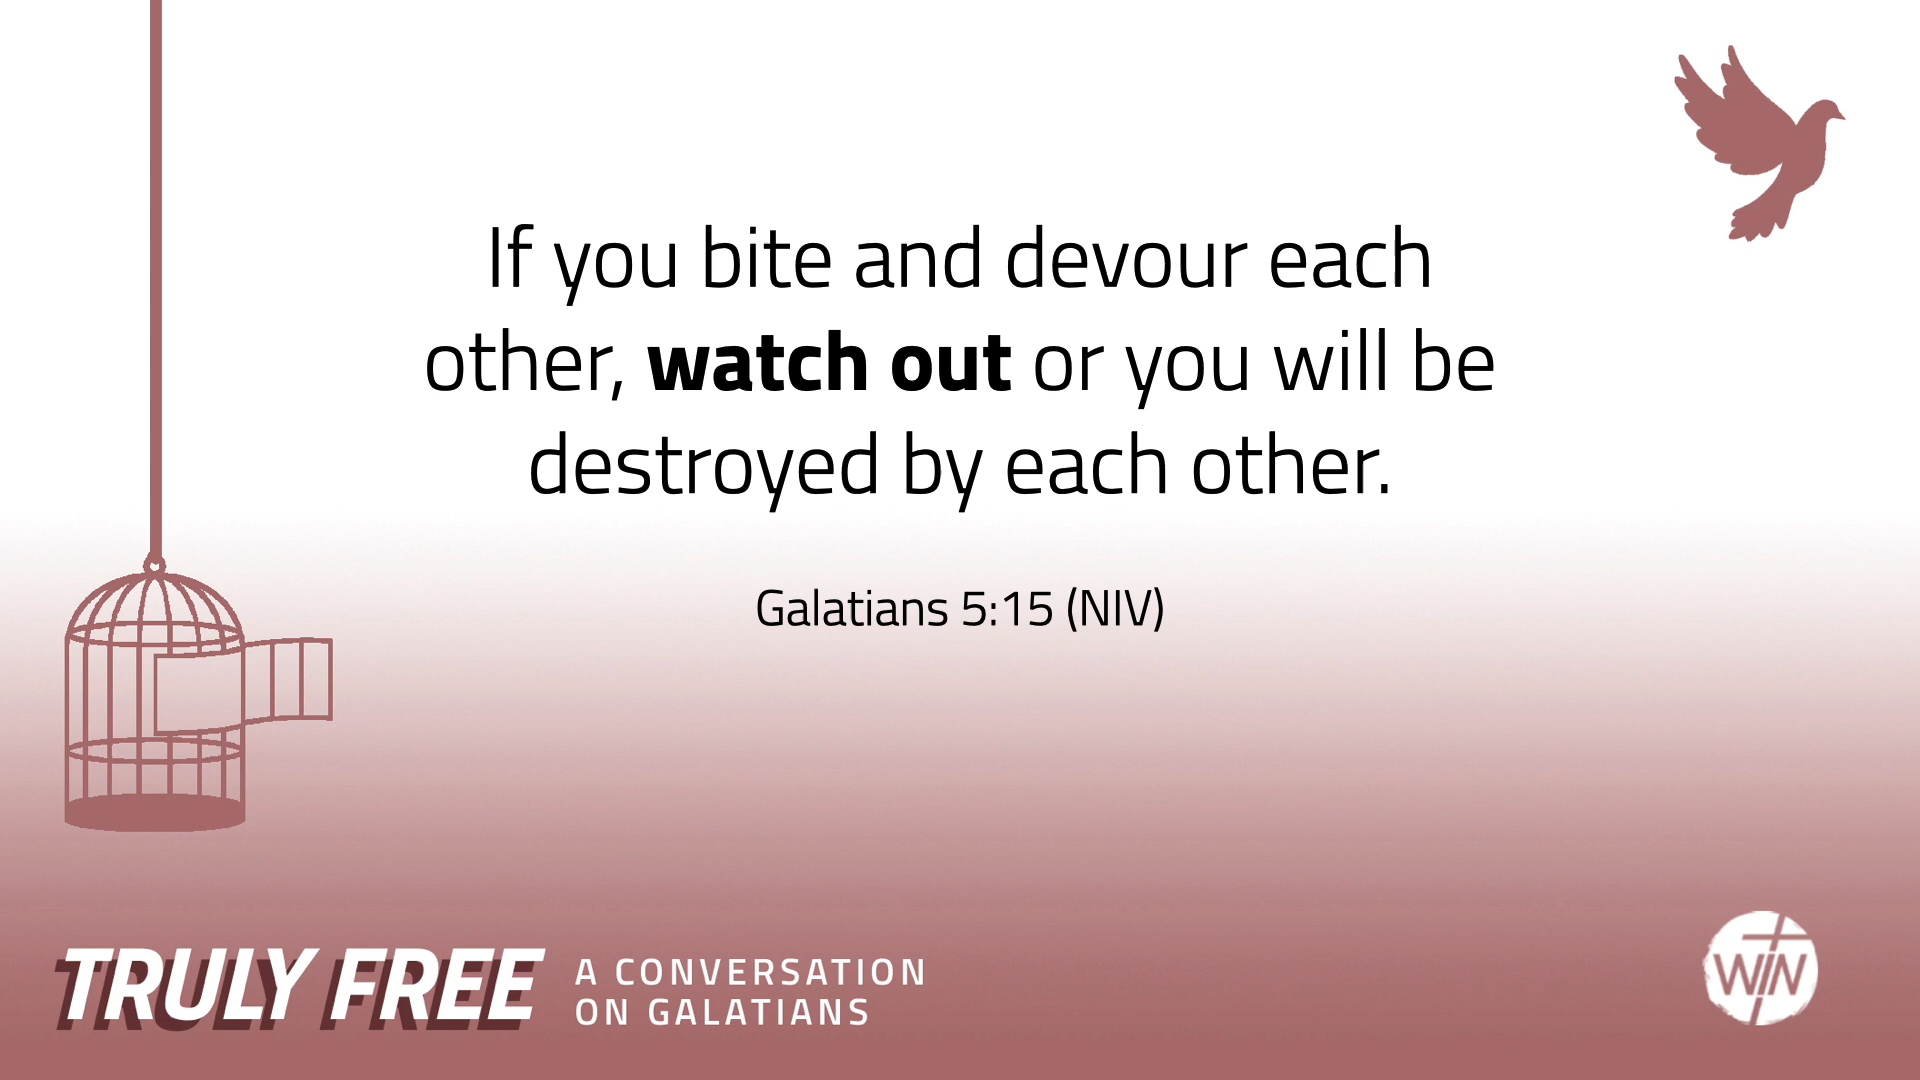 If you bite and devour each
other, watch out or you will be
destroyed by each other.
Galatians 5:15 (NIV)
TRULY FREE
A CONVERSATION
ON GALATIANS
WIN